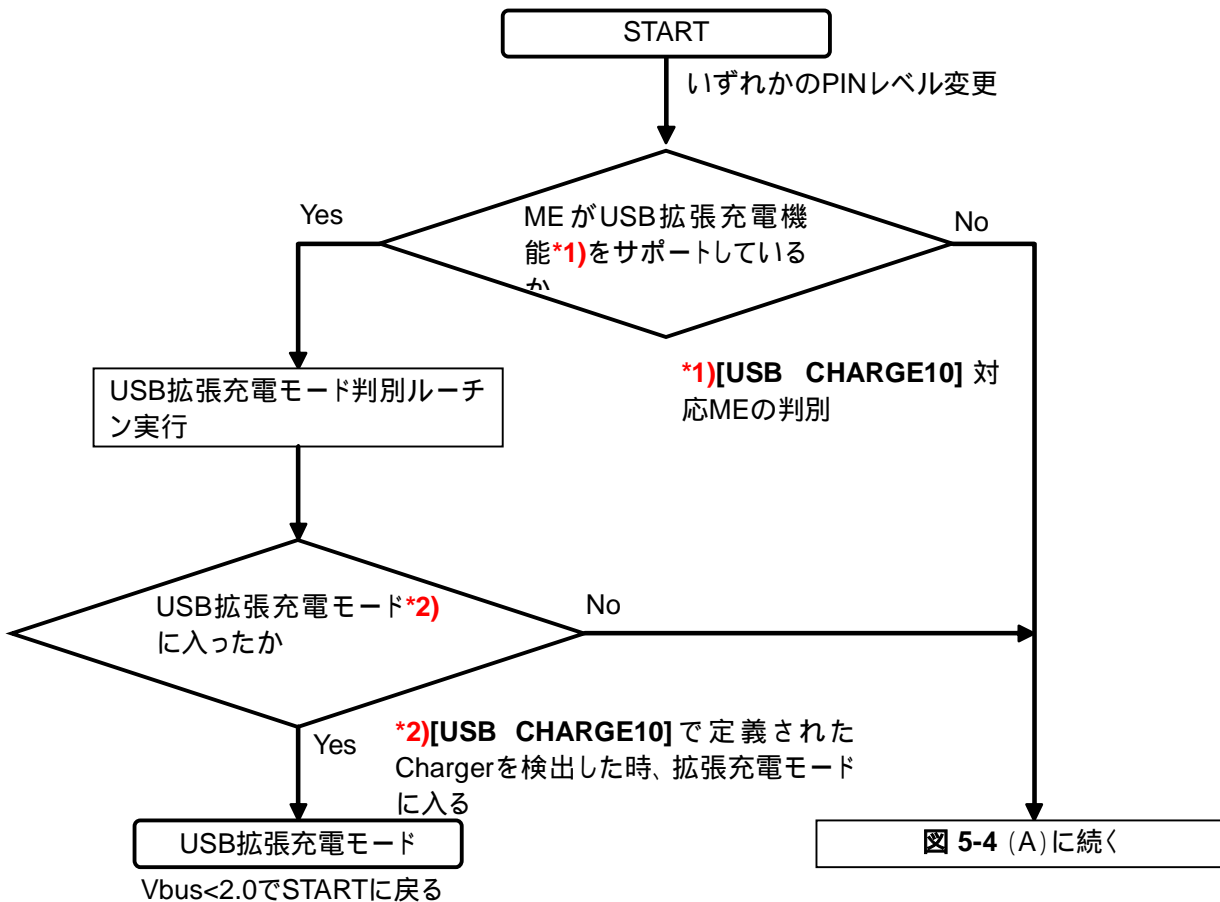 START
いずれかのPINレベル変更
Yes
ME がUSB拡張充電機
能*1)をサポートしている
か
No
*1)[USB CHARGE10] 対
応MEの判別
USB拡張充電モード判別ルーチ
ン実行
USB拡張充電モード*2)
に入ったか
No
Yes
*2)[USB CHARGE10] で定義された
Chargerを検出した時、拡張充電モード
に入る
USB拡張充電モード
図 5-4 (A)に続く
Vbus<2.0でSTARTに戻る